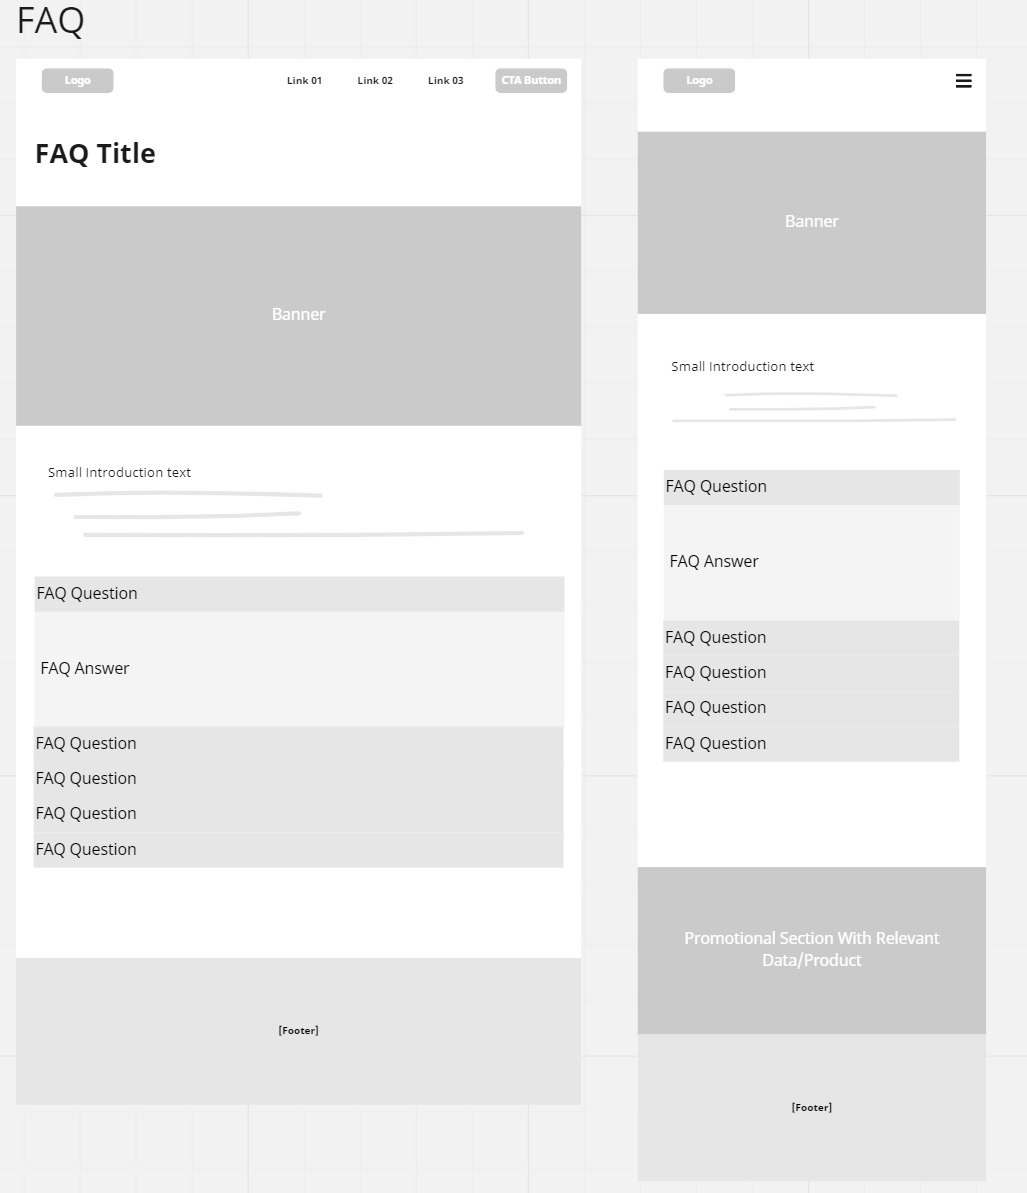 FAQ
Logo
Link 01
Link 02
Link 03
CTA Button
FAQ Title
Banner
Small Introduction text
FAQ Question
FAQ Answer
FAQ Question
FAQ Question
FAQ Question
FAQ Question
[Footer]
Logo
Banner
Small Introduction text
FAQ Question
FAQ Answer
FAQ Question
FAQ Question
FAQ Question
FAQ Question
Promotional Section With Relevant
Data/Product
[Footer]